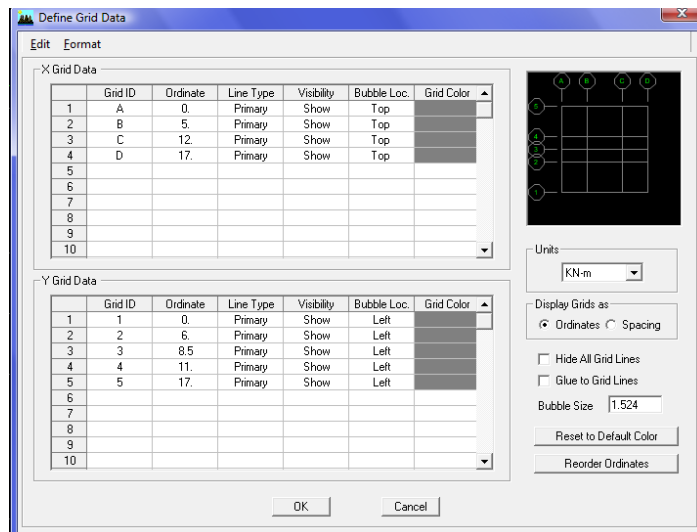 Define Grid Data
X
Edit Format
X Grid Data
Grid ID Ordinate Line Type Visibility Bubble Loc. Grid Color
1 A 0. Primary Show Top
2 B 5. Primary Show Top
3 C 12. Primary Show Top
4 D 17. Primary Show Top
5
6
7
8
9
10
A B C D
5
4
3
2
1
Units
KN-m
Y Grid Data
Grid ID Ordinate Line Type Visibility Bubble Loc. Grid Color
1 1 0. Primary Show Left
2 2 6. Primary Show Left
3 3 8.5 Primary Show Left
4 4 11. Primary Show Left
5 5 17. Primary Show Left
6
7
8
9
10
Display Grids as
Ordinates Spacing
Hide All Grid Lines
Glue to Grid Lines
Bubble Size 1.524
Reset to Default Color
Reorder Ordinates
OK Cancel